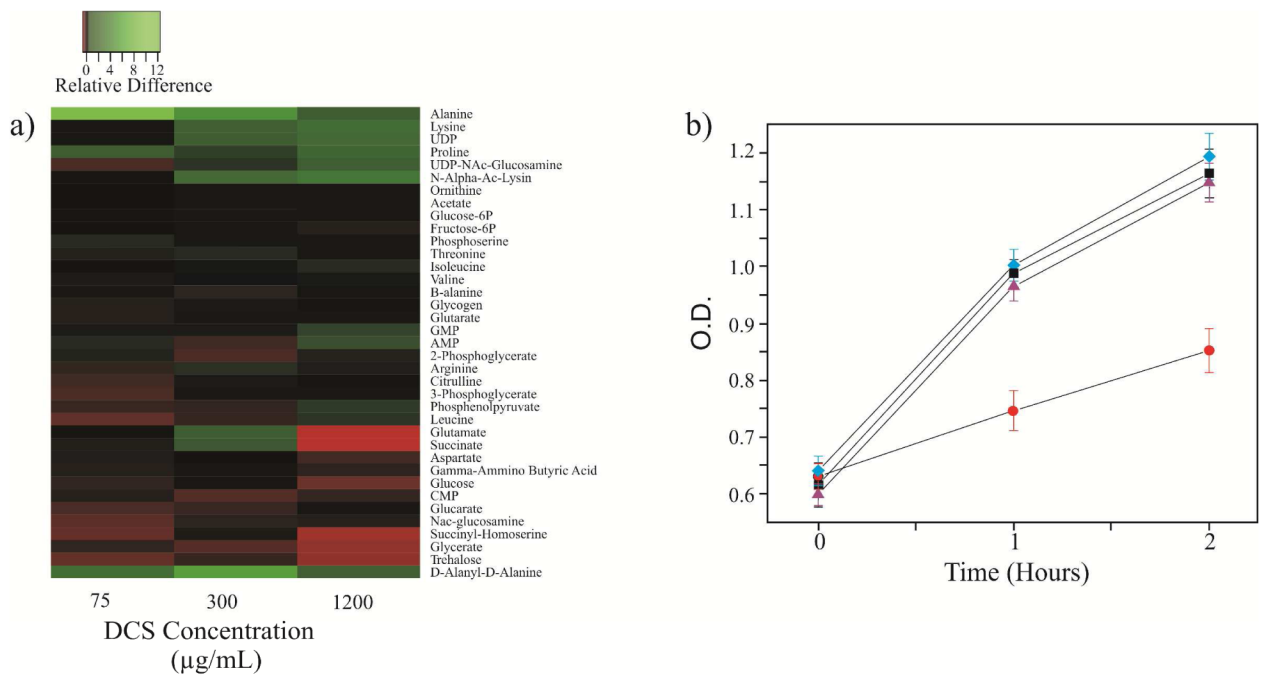 0 4 8 12
Relative Difference
a)
Alanine
Lysine
UDP
Proline
UDP-NAc-Glucosamine
N-Alpha-Ac-Lysin
Ornithine
Acetate
Glucose-6P
Fructose-6P
Phosphoserine
Threonine
Isoleucine
Valine
B-alanine
Glycogen
Glutarate
GMP
AMP
2-Phosphoglycerate
Arginine
Citrulline
3-Phosphoglycerate
Phosphenolpyruvate
Leucine
Glutamate
Succinate
Aspartate
Gamma-Ammino Butyric Acid
Glucose
CMP
Glucarate
Nac-glucosamine
Succinyl-Homoserine
Glycerate
Trehalose
D-Alanyl-D-Alanine
75 300 1200
DCS Concentration
(µg/mL)
b)
1.2
1.1
1.0
0.9
0.8
0.7
0.6
O.D.
0 1 2
Time (Hours)